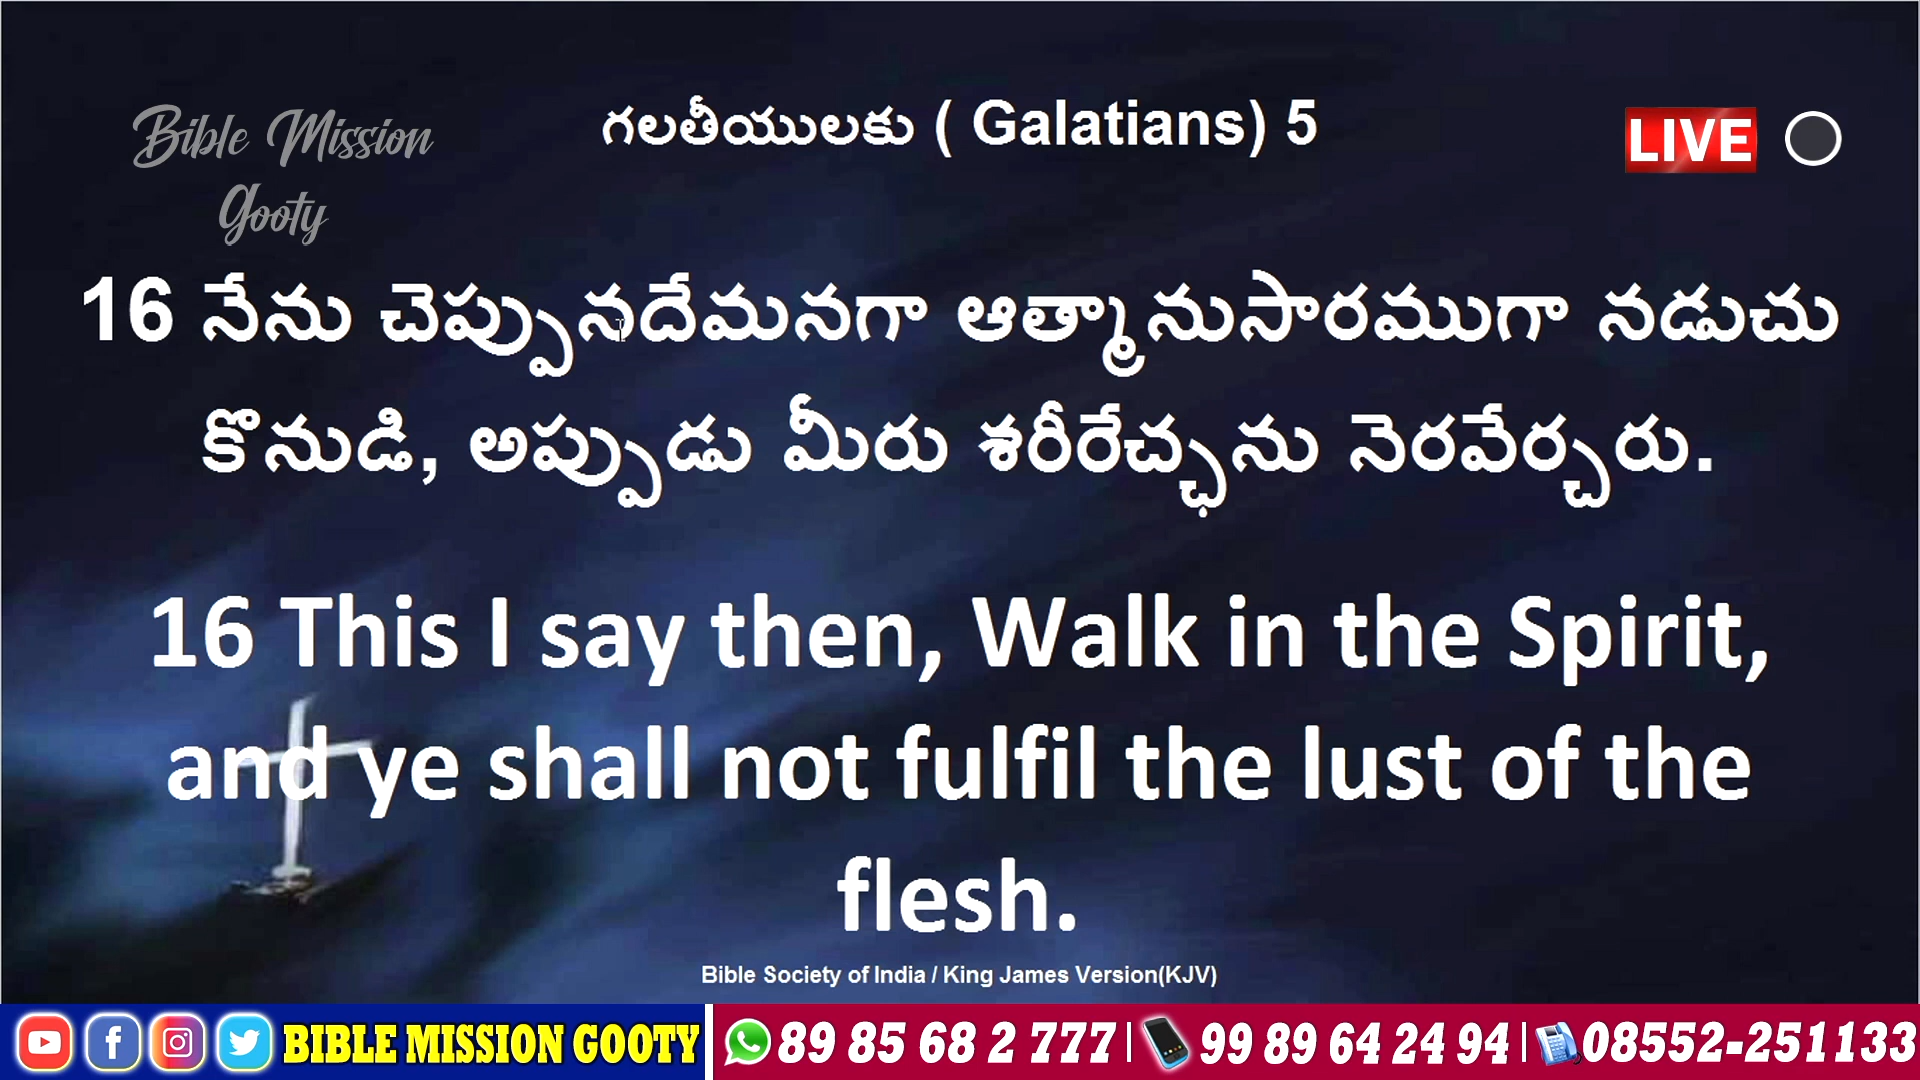 Bible Mission
Gooty
గలతీయులకు ( Galatians) 5
LIVE
16 నేను చెప్పునదేమనగా ఆత్మానుసారముగా నడుచు
కొనుడి, అప్పుడు మీరు శరీరేచ్ఛను నెరవేర్చరు.
16 This I say then, Walk in the Spirit,
and ye shall not fulfil the lust of the
flesh.
Bible Society of India / King James Version(KJV)
BIBLE MISSION GOOTY 89 85 68 2 777 | 99 89 64 24 94 | 08552-251133